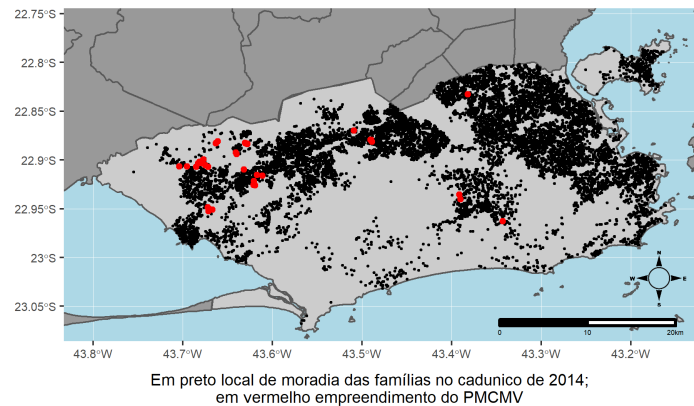 22.75°S
22.8°S
22.85°S
22.9°S
22.95°S
23°S
23.05°S
N
W E
S
0 10 20km
43.8°W 43.7°W 43.6°W 43.5°W 43.4°W 43.3°W 43.2°W
Em preto local de moradia das famílias no cadunico de 2014;
em vermelho empreendimento do PMCMV